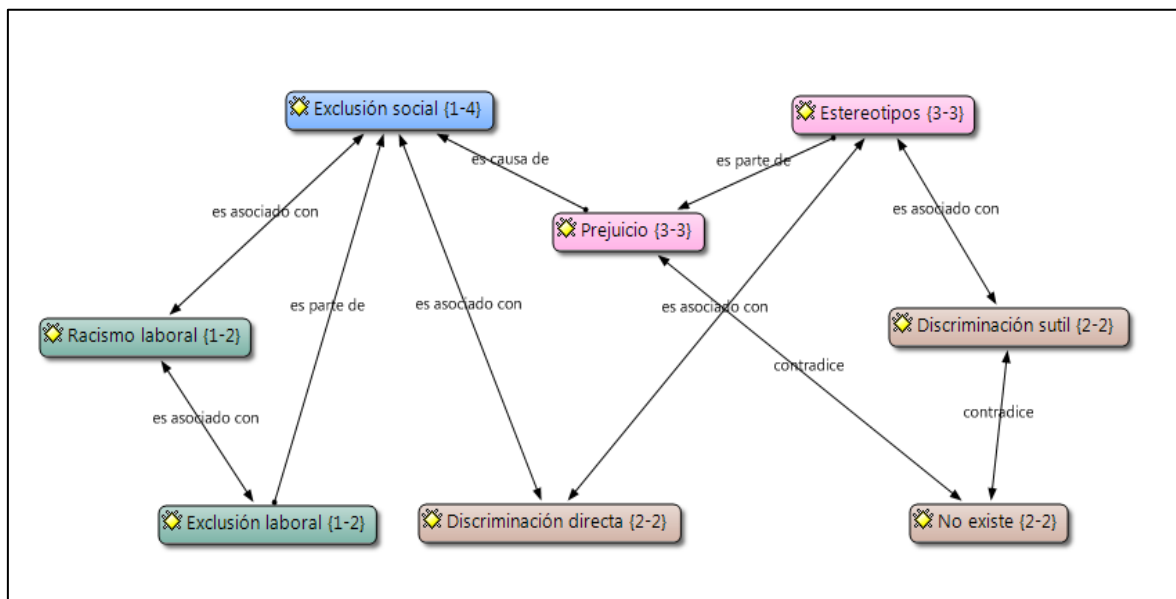 Exclusión social {1-4}
Estereotipos {3-3}
es causa de
es parte de
es asociado con
es asociado con
Prejuicio {3-3}
es parte de
es asociado con
es asociado con
Racismo laboral {1-2}
Discriminación sutil {2-2}
contradice
es asociado con
contradice
Exclusión laboral {1-2}
Discriminación directa {2-2}
No existe {2-2}